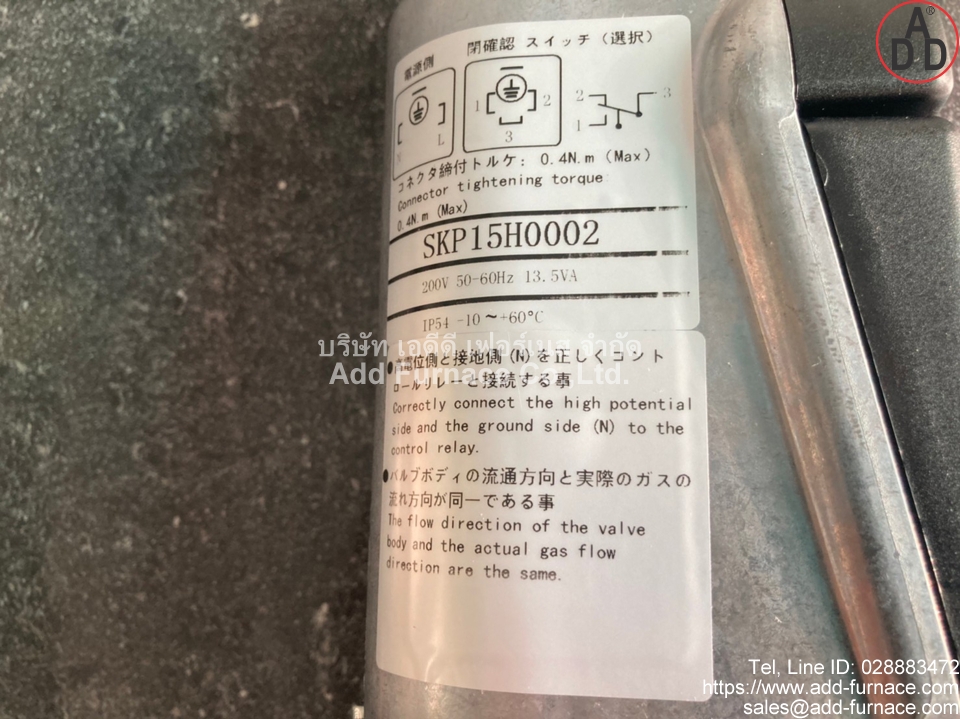 ADD®
電源側
閉確認 スイッチ (選択)
N L
1 2 3
2 3
1
コネクタ締付トルケ: 0.4N.m (Max)
Connector tightening torque
0.4N.m (Max)
SKP15H0002
200V 50-60Hz 13.5VA
IP54 -10～+60°C
บริษัท เอดีดี เฟอร์เนส จำกัด
Add Furnace Co.,Ltd.
●高電位側と接地側(N)を正しくコント
ロールリレーと接続する事
Correctly connect the high potential
side and the ground side (N) to the
control relay.
●バルブボディの流通方向と実際のガスの
流れ方向が同一である事
The flow direction of the valve
body and the actual gas flow
direction are the same.
Tel, Line ID: 028883472
https://www.add-furnace.com
sales@add-furnace.com